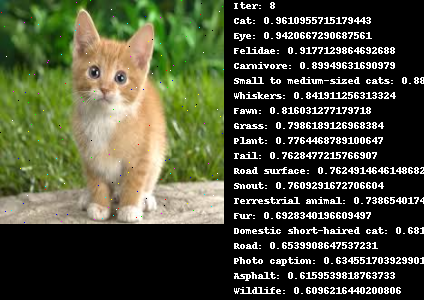 Iter: 8
Cat: 0.9610955715179443
Eye: 0.9420667290687561
Felidae: 0.9177129864692688
Carnivore: 0.89949631690979
Small to medium-sized cats: 0.88
Whiskers: 0.841911256313324
Fawn: 0.816031277179718
Grass: 0.7986189126968384
Plant: 0.7764468789100647
Tail: 0.7628477215766907
Road surface: 0.7624914646148682
Snout: 0.7609291672706604
Terrestrial animal: 0.7386540174
Fur: 0.6928340196609497
Domestic short-haired cat: 0.681
Road: 0.6539908647537231
Photo caption: 0.634551703929901
Asphalt: 0.6159539818763733
Wildlife: 0.6096216440200806